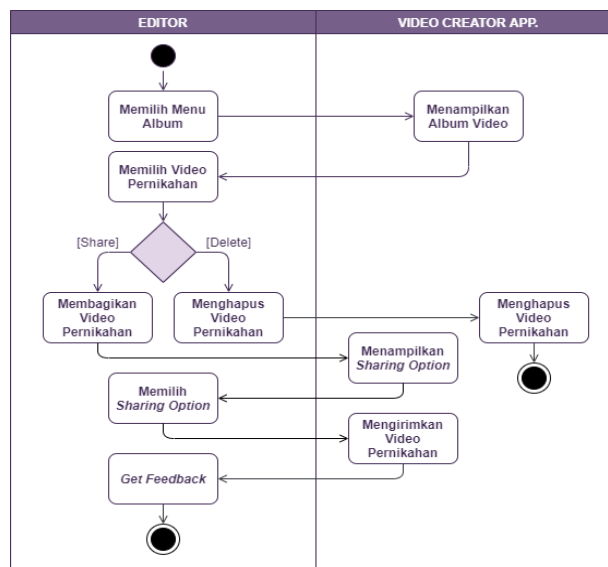 EDITOR
VIDEO CREATOR APP.
Memilih Menu
Album
Menampilkan
Album Video
Memilih Video
Pernikahan
[Share]
[Delete]
Membagikan
Video
Pernikahan
Menghapus
Video
Pernikahan
Menghapus
Video
Pernikahan
Menampilkan
Sharing Option
Memilih
Sharing Option
Mengirimkan
Video
Pernikahan
Get Feedback